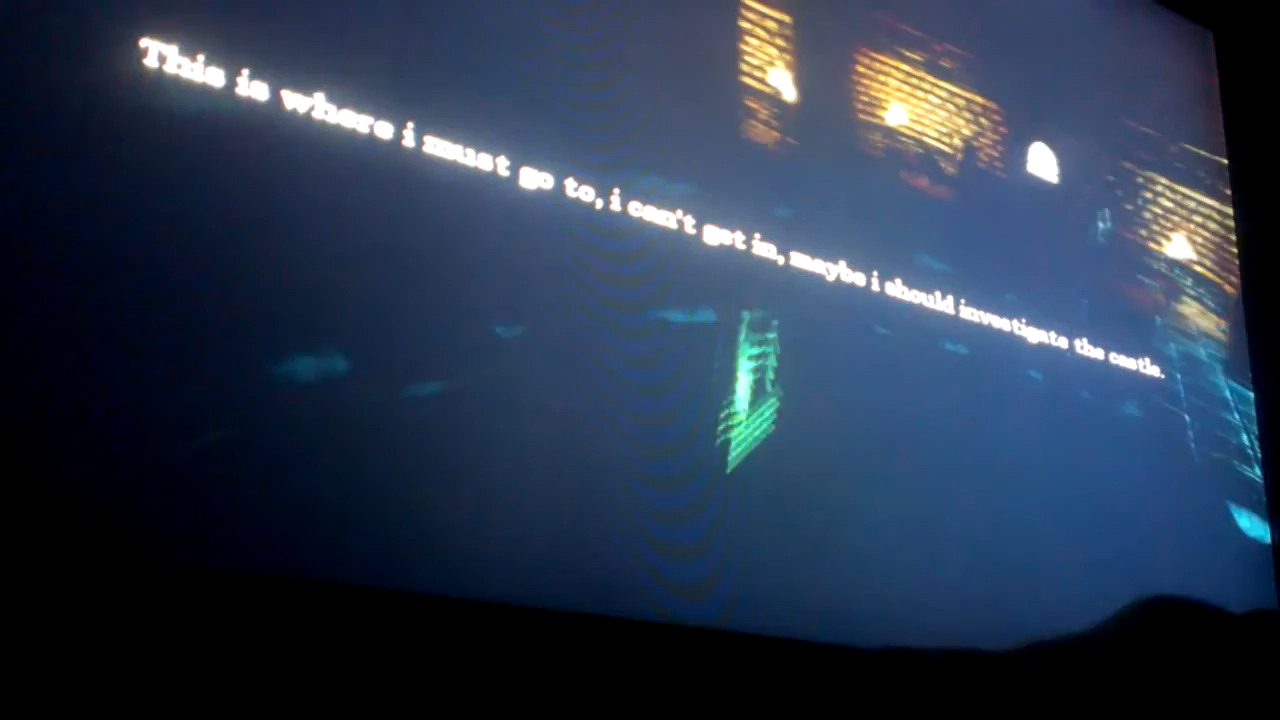 This is where i must go to, i can't get in, maybe i should investigate the castle.